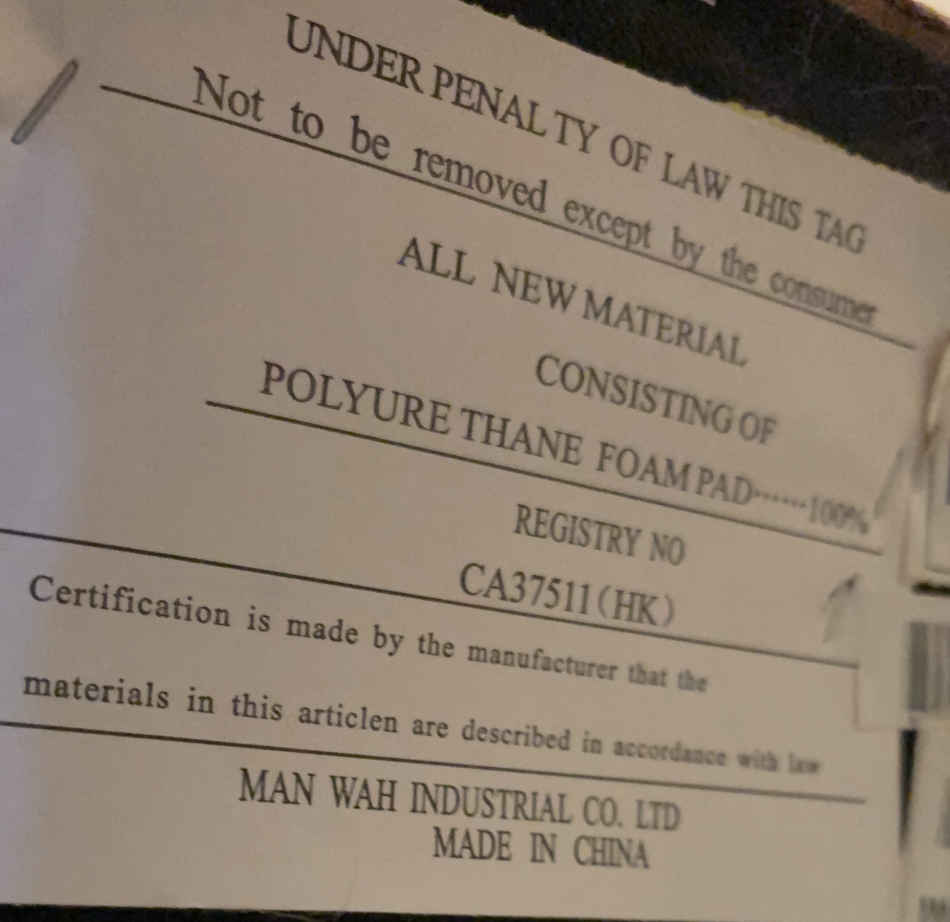 UNDER PENALTY OF LAW THIS TAG
Not to be removed except by the consumer
ALL NEW MATERIAL
CONSISTING OF
POLYURE THANE FOAM PAD······100%
REGISTRY NO
CA37511(HK)
Certification is made by the manufacturer that the
materials in this articlen are described in accordance with law
MAN WAH INDUSTRIAL CO. LTD
MADE IN CHINA